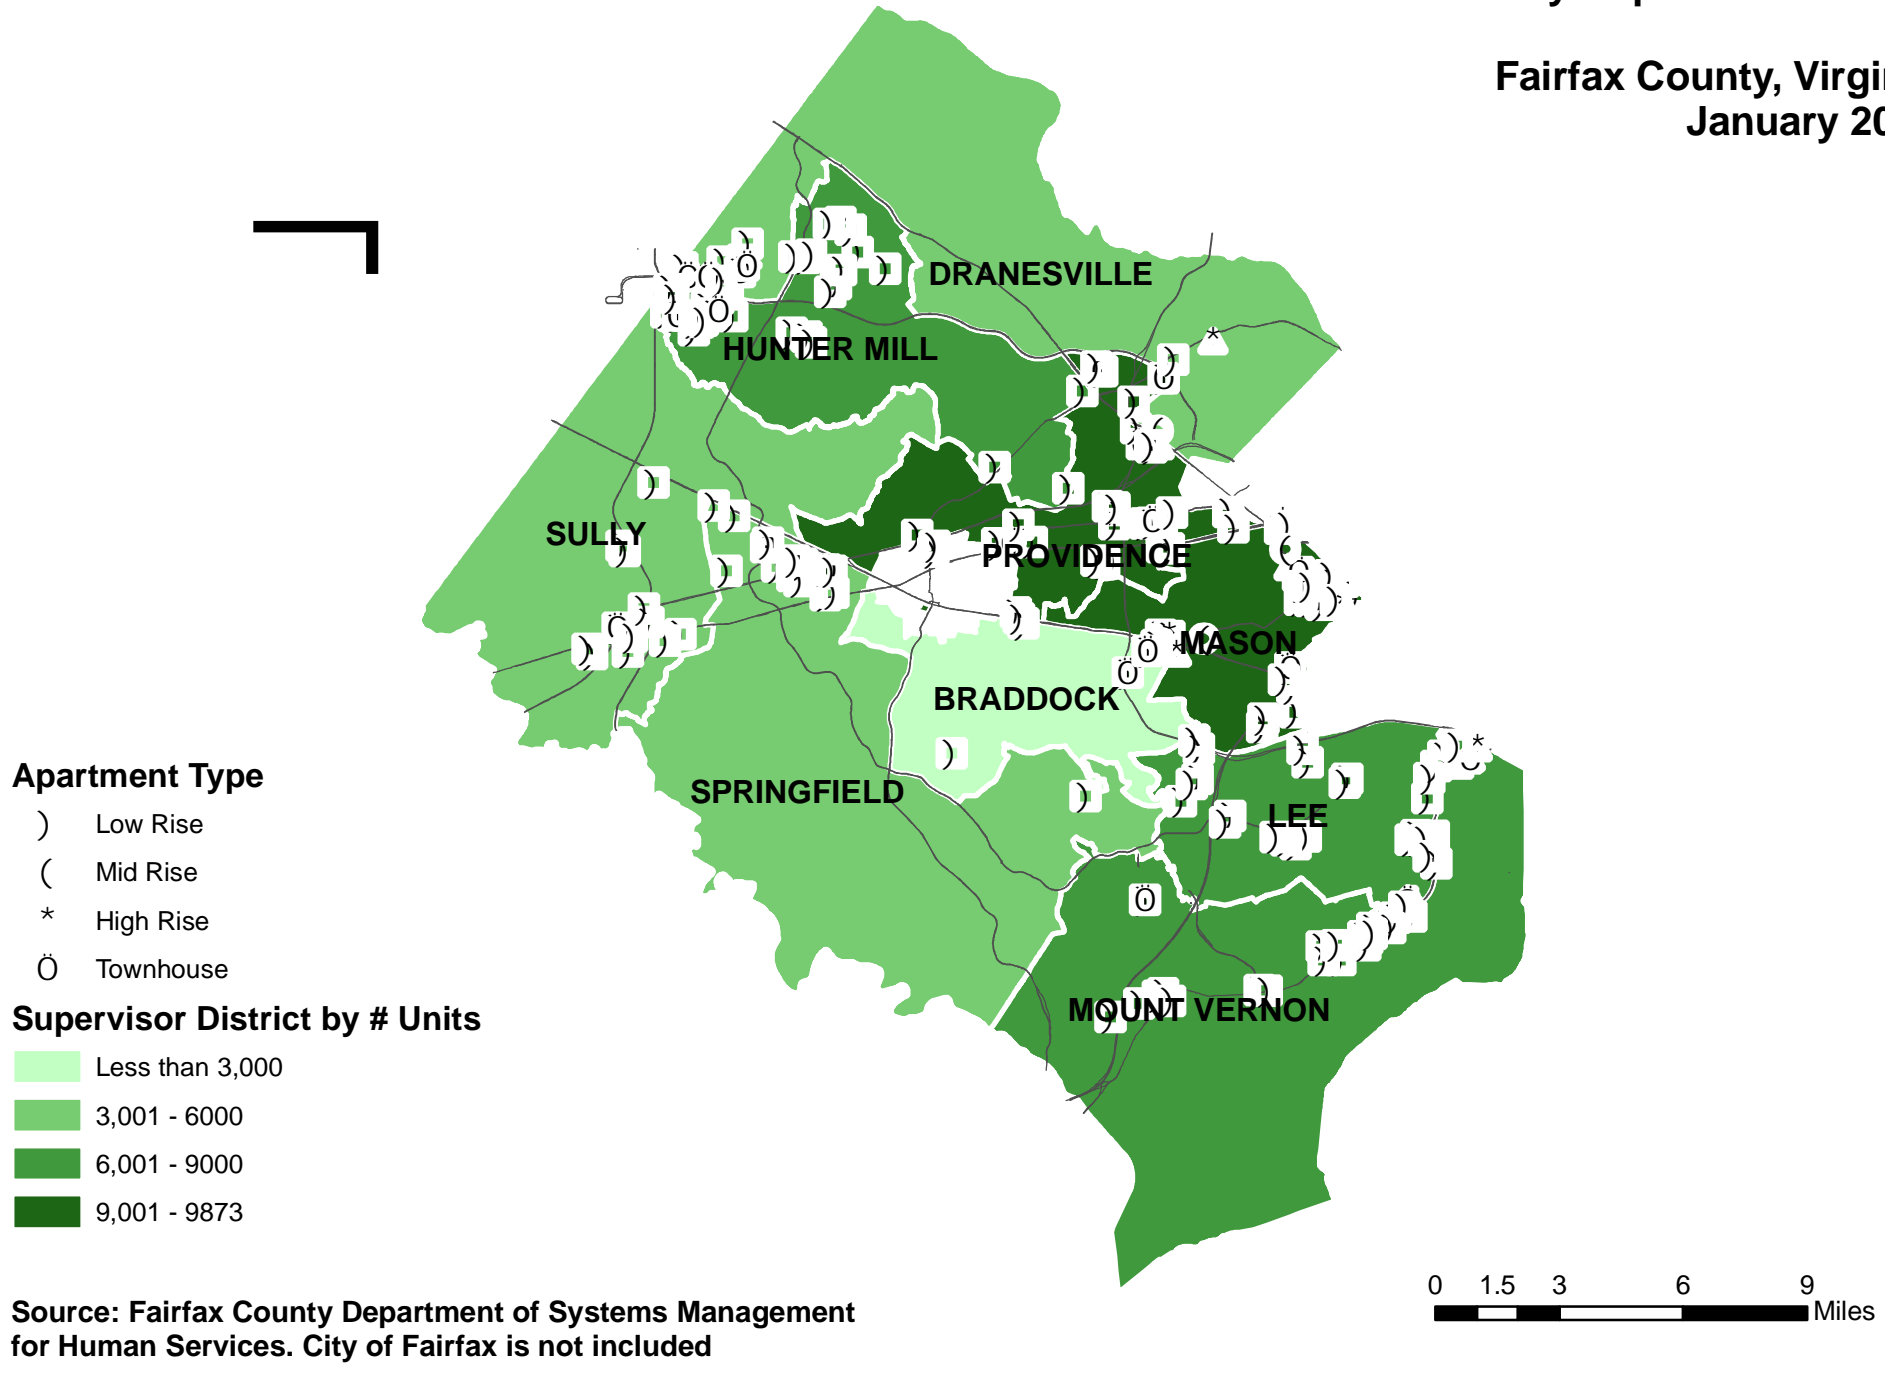 Fairfax County, Virgin
January 20
DRANESVILLE
HUNTER MILL
SULLY
PROVIDENCE
MASON
BRADDOCK
SPRINGFIELD
LEE
MOUNT VERNON
Apartment Type
) Low Rise
( Mid Rise
* High Rise
Ö Townhouse
Supervisor District by # Units
Less than 3,000
3,001 - 6000
6,001 - 9000
9,001 - 9873
0 1.5 3 6 9
Miles
Source: Fairfax County Department of Systems Management
for Human Services. City of Fairfax is not included